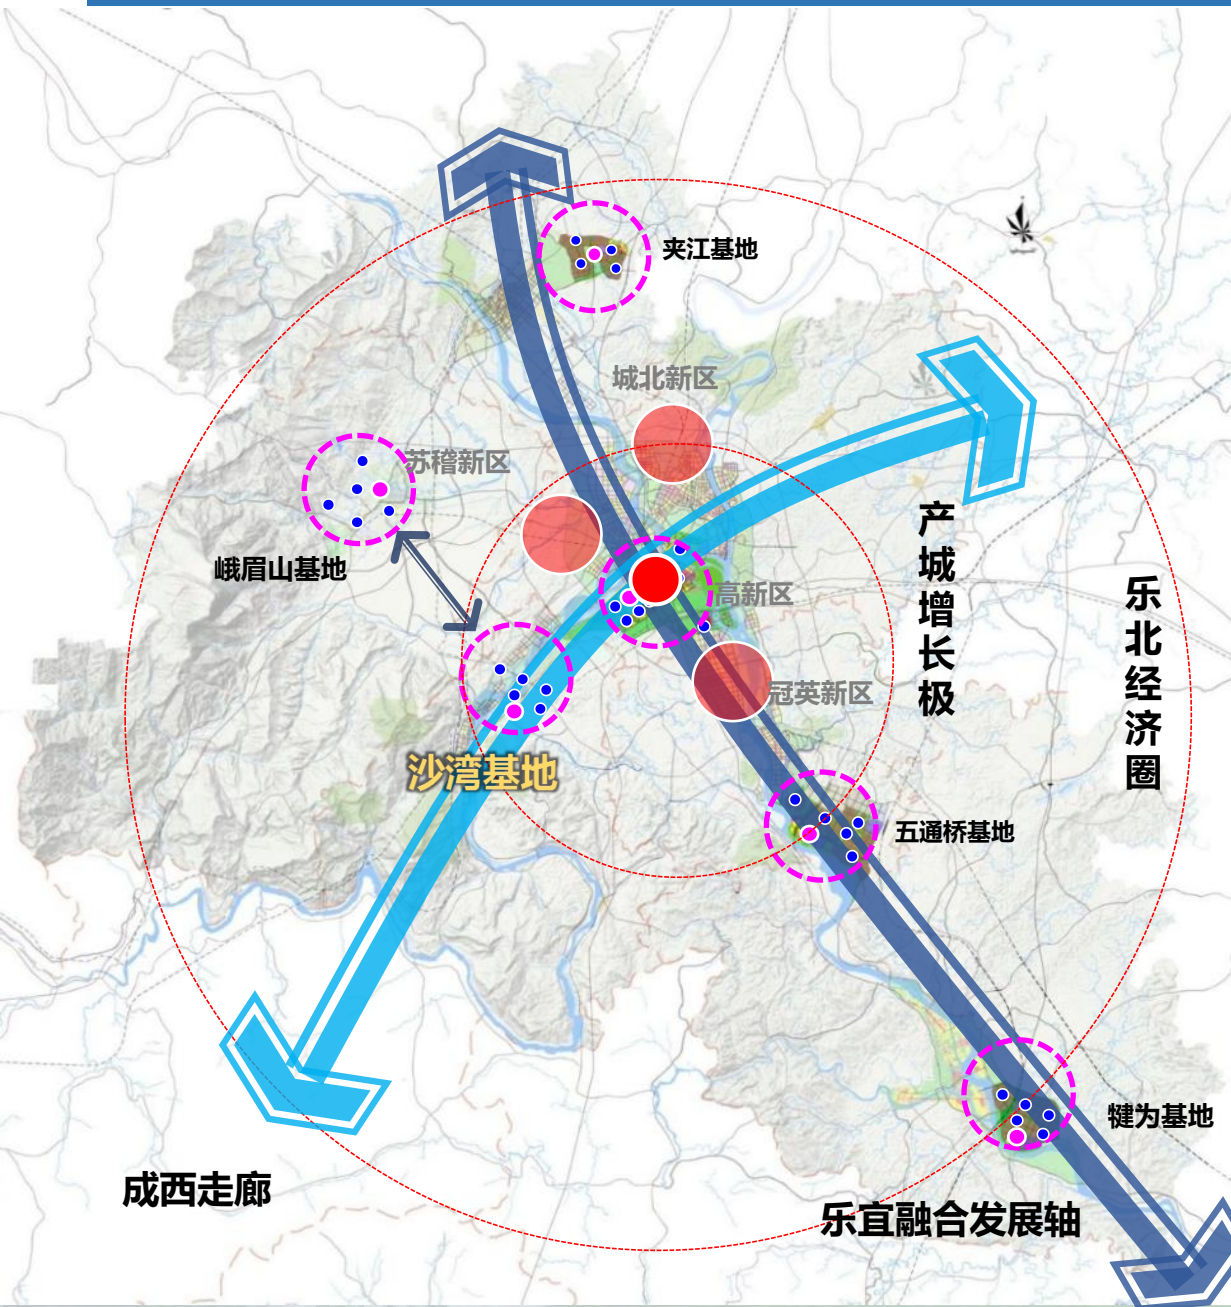 夹江基地
城北新区
苏稽新区
产城增长极
峨眉山基地
高新区
乐北经济圈
冠英新区
沙湾基地
五通桥基地
犍为基地
成西走廊
乐宜融合发展轴